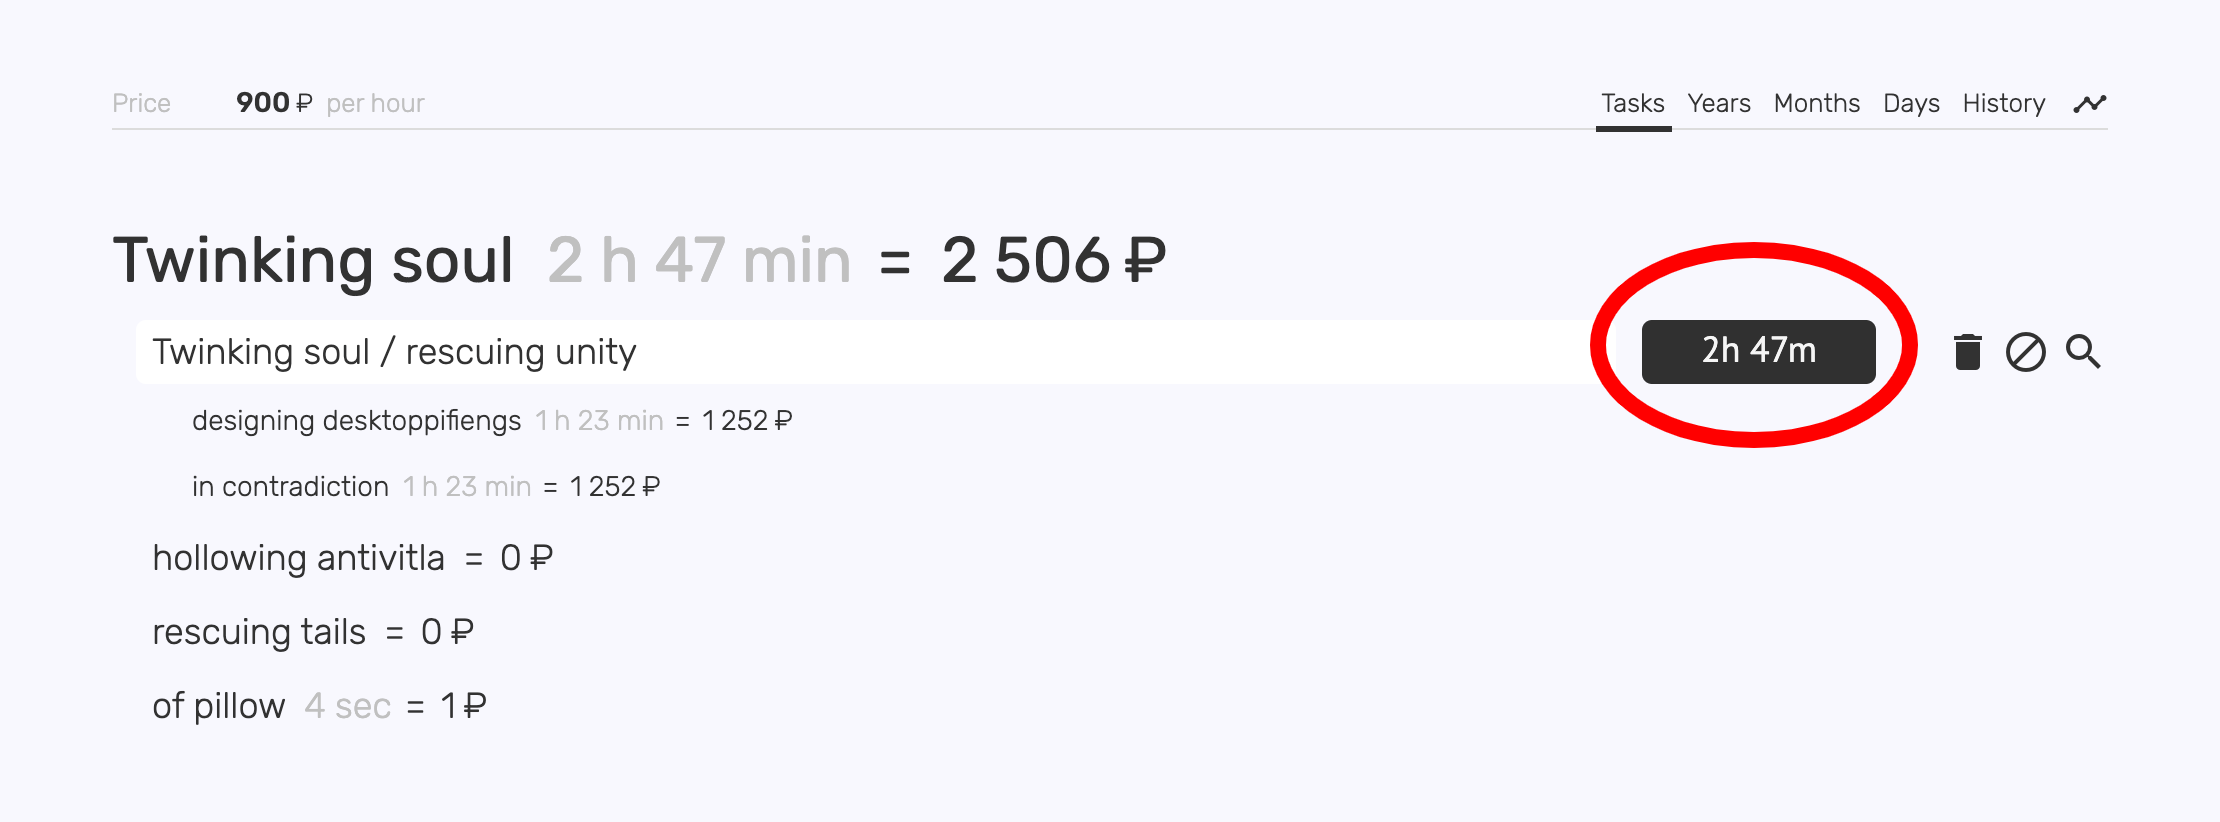 Price 900 ₽ per hour Tasks Years Months Days History
Twinking soul 2 h 47 min = 2 506 ₽
Twinking soul / rescuing unity 2h 47m
designing desktoppifiengs 1 h 23 min = 1 252 ₽
in contradiction 1 h 23 min = 1 252 ₽
hollowing antivitla = 0 ₽
rescuing tails = 0 ₽
of pillow 4 sec = 1 ₽